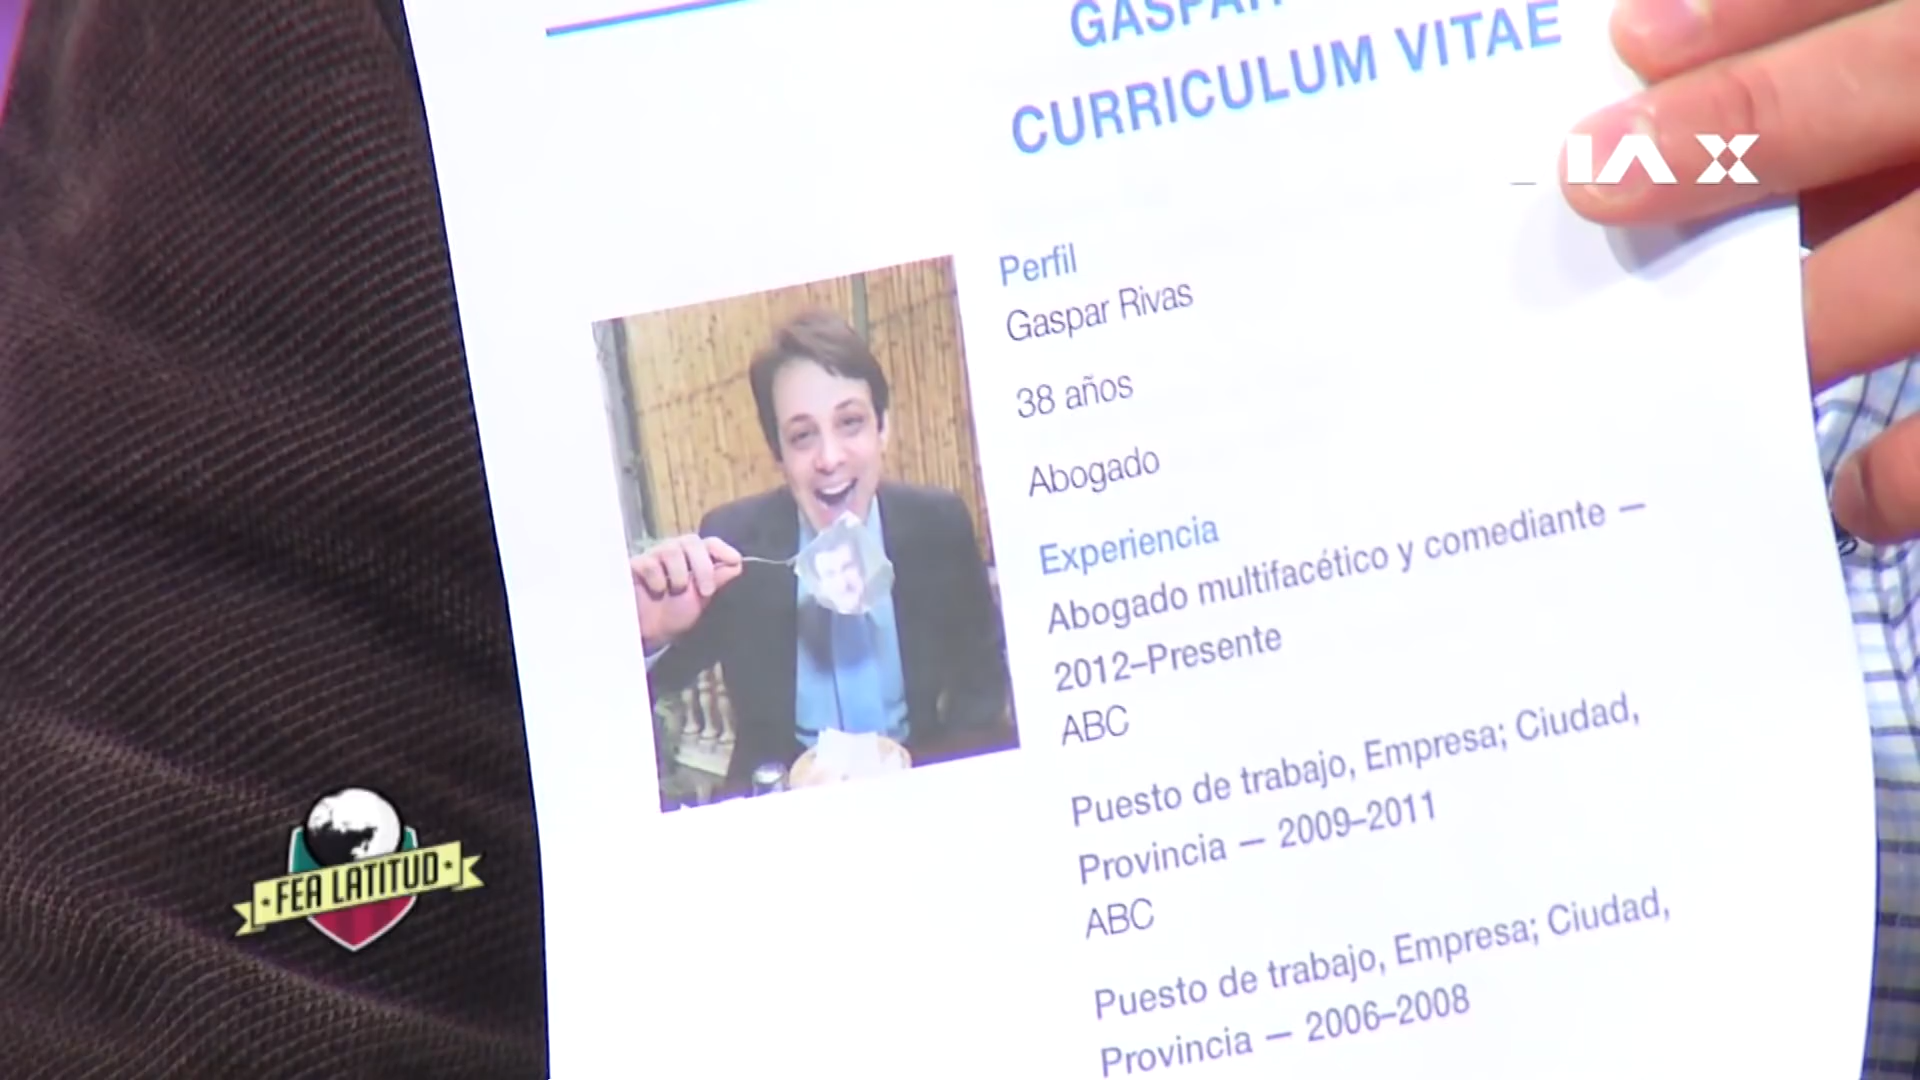 GASPAR
CURRICULUM VITAE
Perfil
Gaspar Rivas
38 años
Abogado
Experiencia
Abogado multifacético y comediante —
2012–Presente
ABC
Puesto de trabajo, Empresa; Ciudad,
Provincia — 2009–2011
ABC
Puesto de trabajo, Empresa; Ciudad,
Provincia — 2006–2008
FEA LATITUD